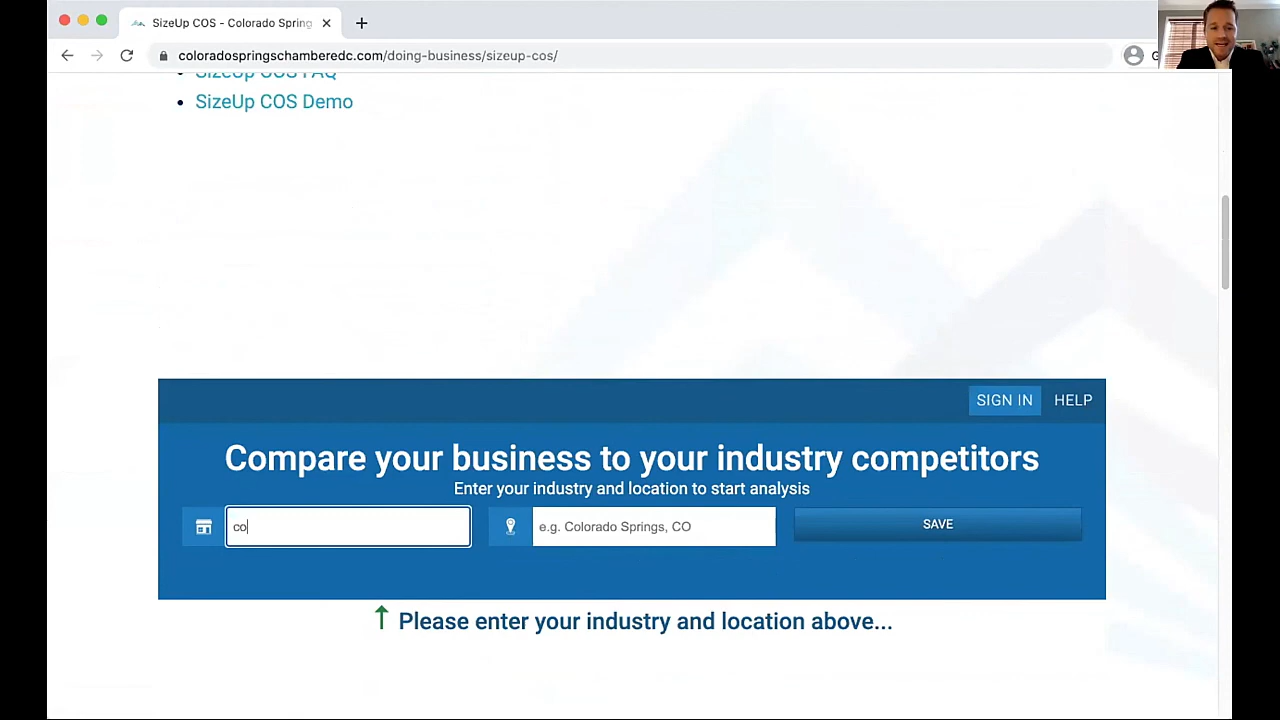 SizeUp COS - Colorado Spring
coloradospringschamberedc.com/doing-business/sizeup-cos/
G
SizeUp COS FAQ
SizeUp COS Demo
SIGN IN
HELP
Compare your business to your industry competitors
Enter your industry and location to start analysis
co
e.g. Colorado Springs, CO
SAVE
↑ Please enter your industry and location above...